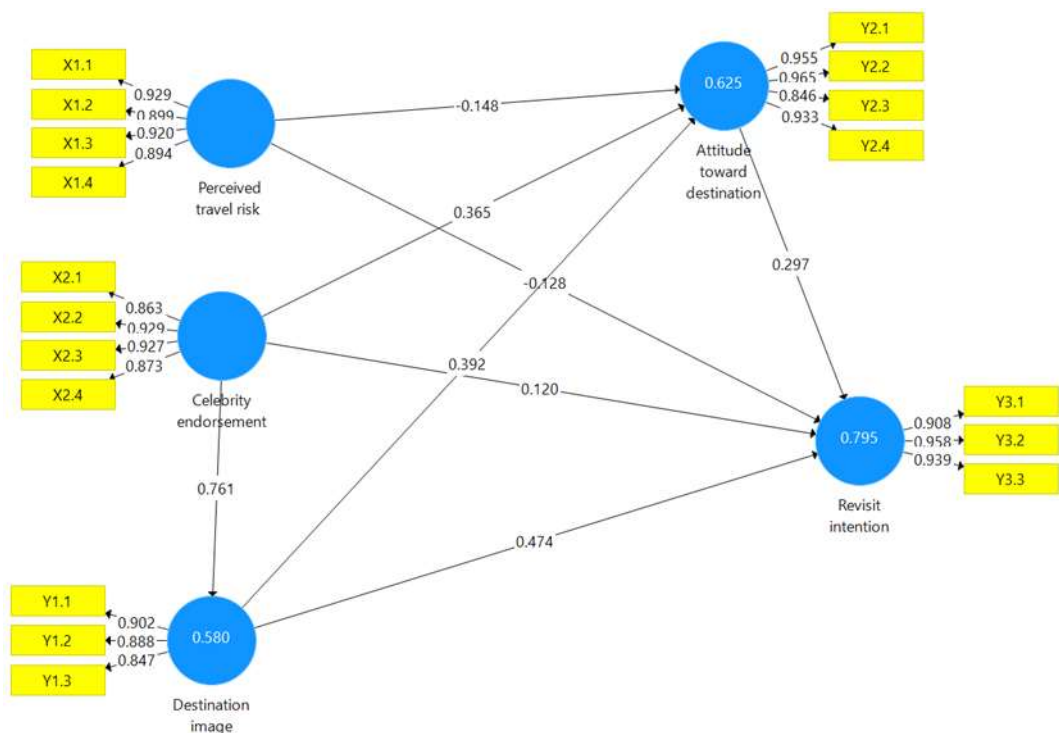 X1.1
X1.2
X1.3
X1.4
0.929
0.899
0.920
0.894
Perceived
travel risk
-0.148
0.625
Attitude
toward
destination
0.955
0.965
0.846
0.933
Y2.1
Y2.2
Y2.3
Y2.4
0.365
-0.128
0.297
X2.1
X2.2
X2.3
X2.4
0.863
0.929
0.927
0.873
Celebrity
endorsement
0.392
0.120
0.761
0.795
Revisit
intention
0.908
0.958
0.939
Y3.1
Y3.2
Y3.3
0.474
Y1.1
Y1.2
Y1.3
0.902
0.888
0.847
0.580
Destination
image